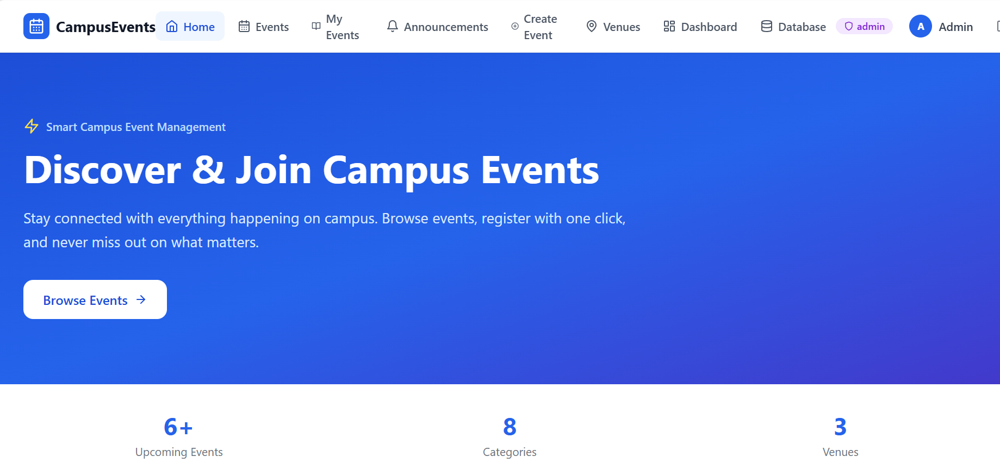 CampusEvents
Home
Events
My
Events
Announcements
Create
Event
Venues
Dashboard
Database
admin
A
Admin
Smart Campus Event Management
Discover & Join Campus Events
Stay connected with everything happening on campus. Browse events, register with one click,
and never miss out on what matters.
Browse Events
6+
Upcoming Events
8
Categories
3
Venues